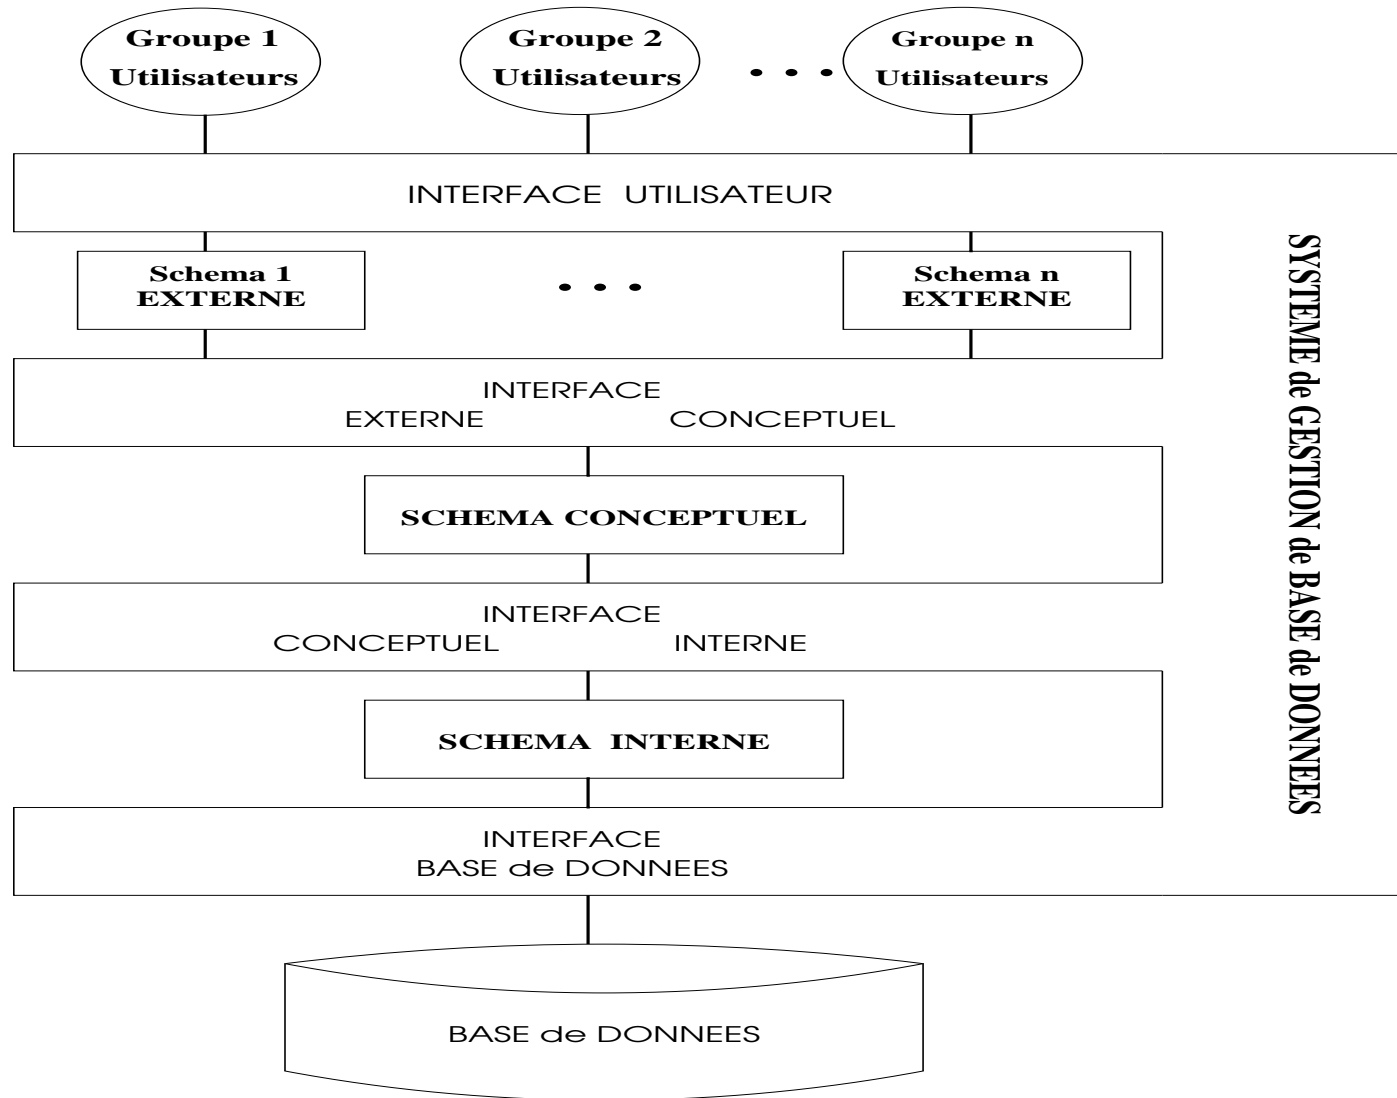 Groupe 1
Utilisateurs
Groupe 2
Utilisateurs
• • •
Groupe n
Utilisateurs
INTERFACE UTILISATEUR
Schema 1
EXTERNE
• • •
Schema n
EXTERNE
INTERFACE
EXTERNE CONCEPTUEL
SCHEMA CONCEPTUEL
INTERFACE
CONCEPTUEL INTERNE
SCHEMA INTERNE
INTERFACE
BASE de DONNEES
BASE de DONNEES
SYSTEME de GESTION de BASE de DONNEES